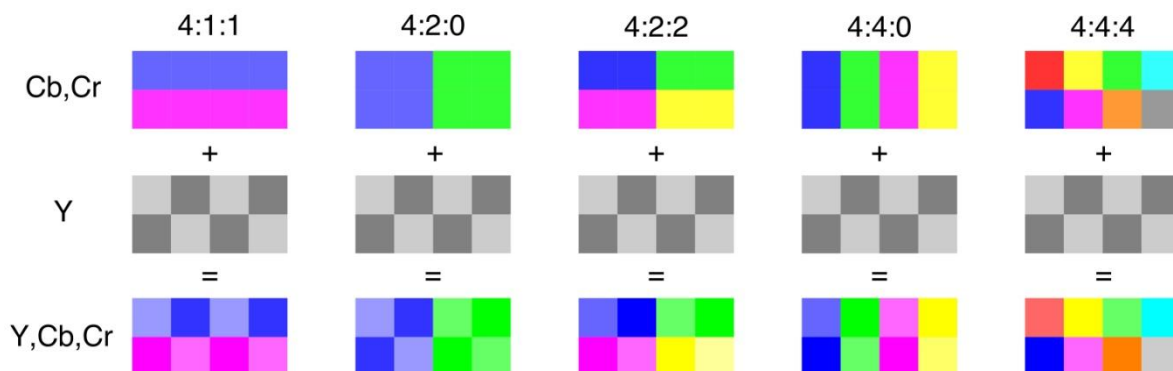 4:1:1 4:2:0 4:2:2 4:4:0 4:4:4
Cb,Cr
+ + + + +
Y
= = = = =
Y,Cb,Cr